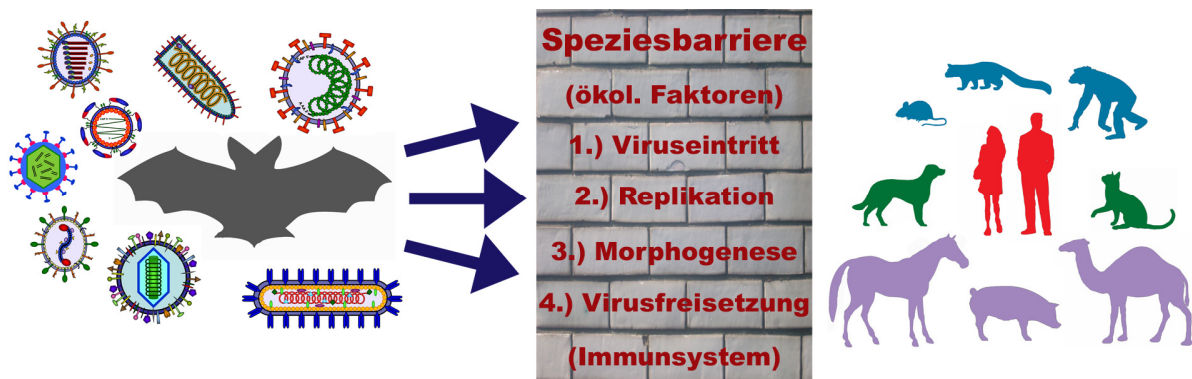 Speziesbarriere
(ökol. Faktoren)
1.) Viruseintritt
2.) Replikation
3.) Morphogenese
4.) Virusfreisetzung
(Immunsystem)